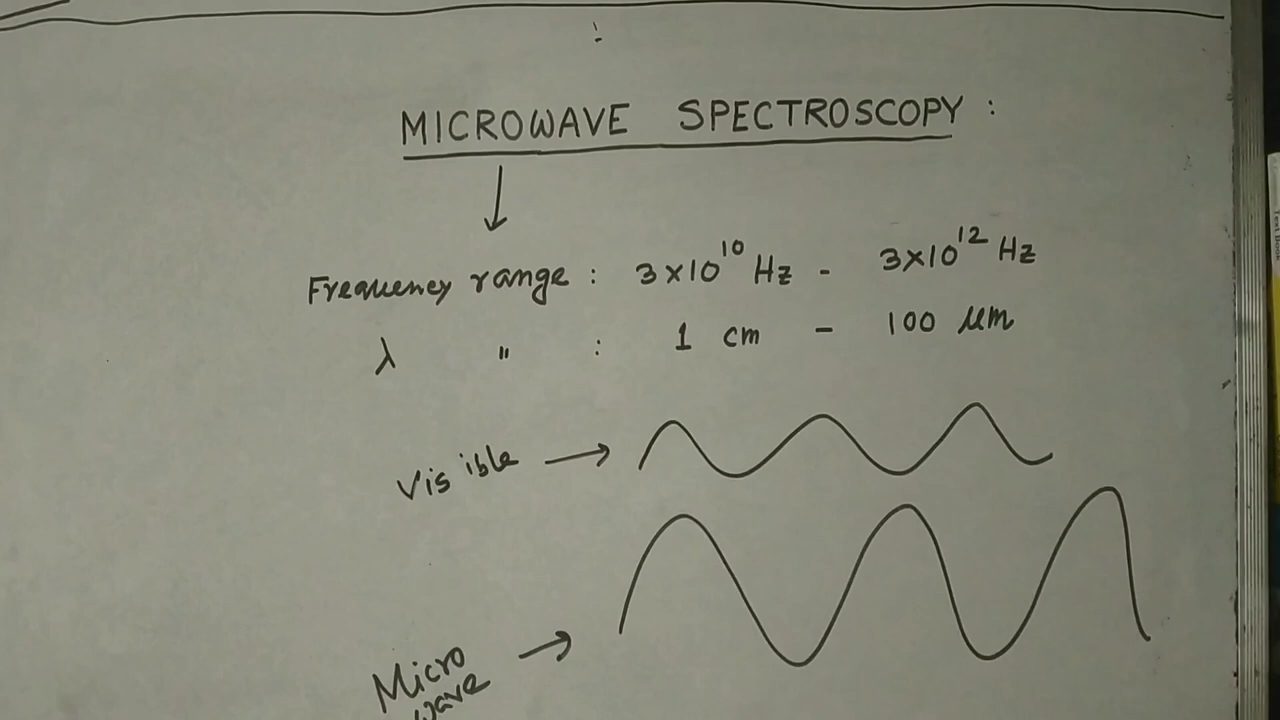 MICROWAVE SPECTROSCOPY :
Frequency range : 3×10¹⁰ Hz - 3×10¹² Hz
λ " : 1 cm - 100 μm
Visible →
Micro →
wave